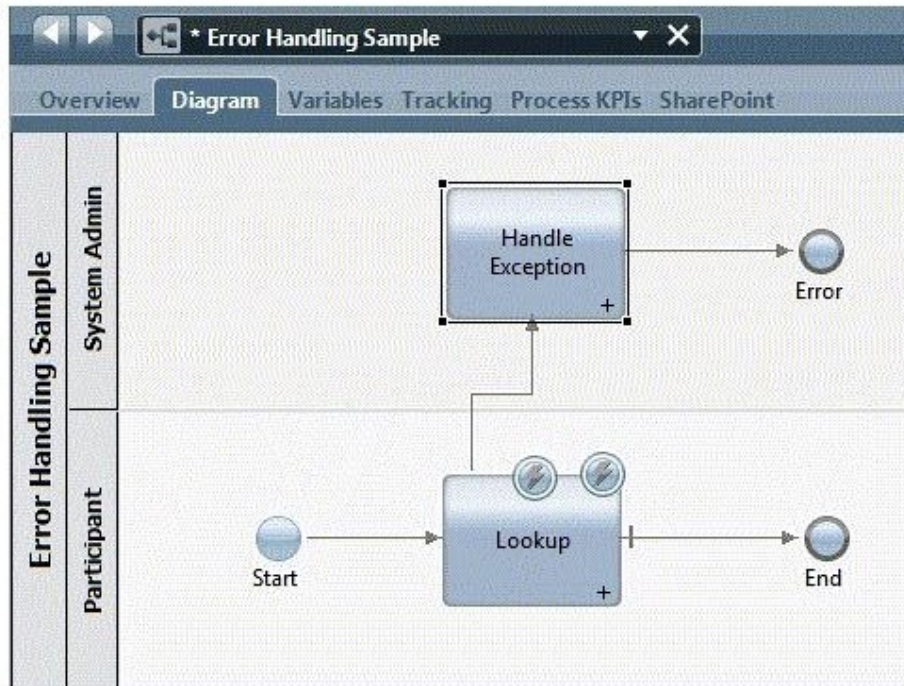 * Error Handling Sample
Overview Diagram Variables Tracking Process KPIs SharePoint
Error Handling Sample
System Admin
Handle
Exception
+
Error
Participant
Start
Lookup
+
End